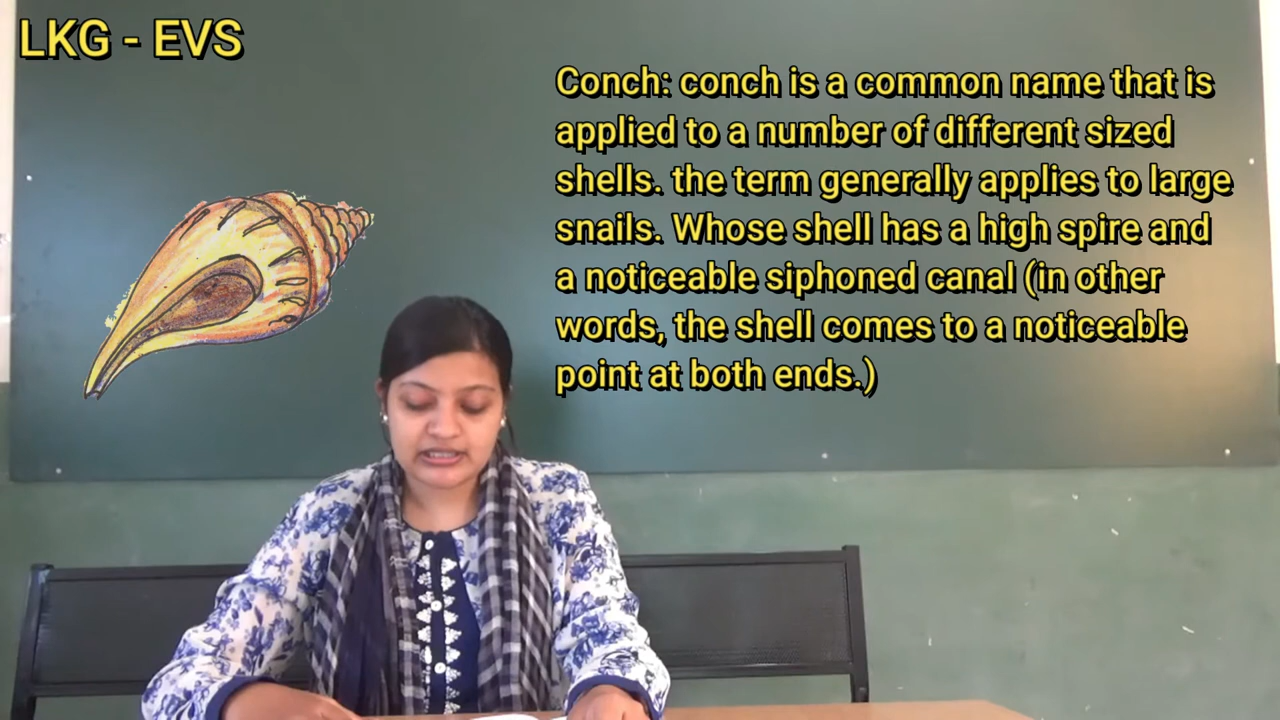 LKG - EVS
Conch: conch is a common name that is
applied to a number of different sized
shells. the term generally applies to large
snails. Whose shell has a high spire and
a noticeable siphoned canal (in other
words, the shell comes to a noticeable
point at both ends.)